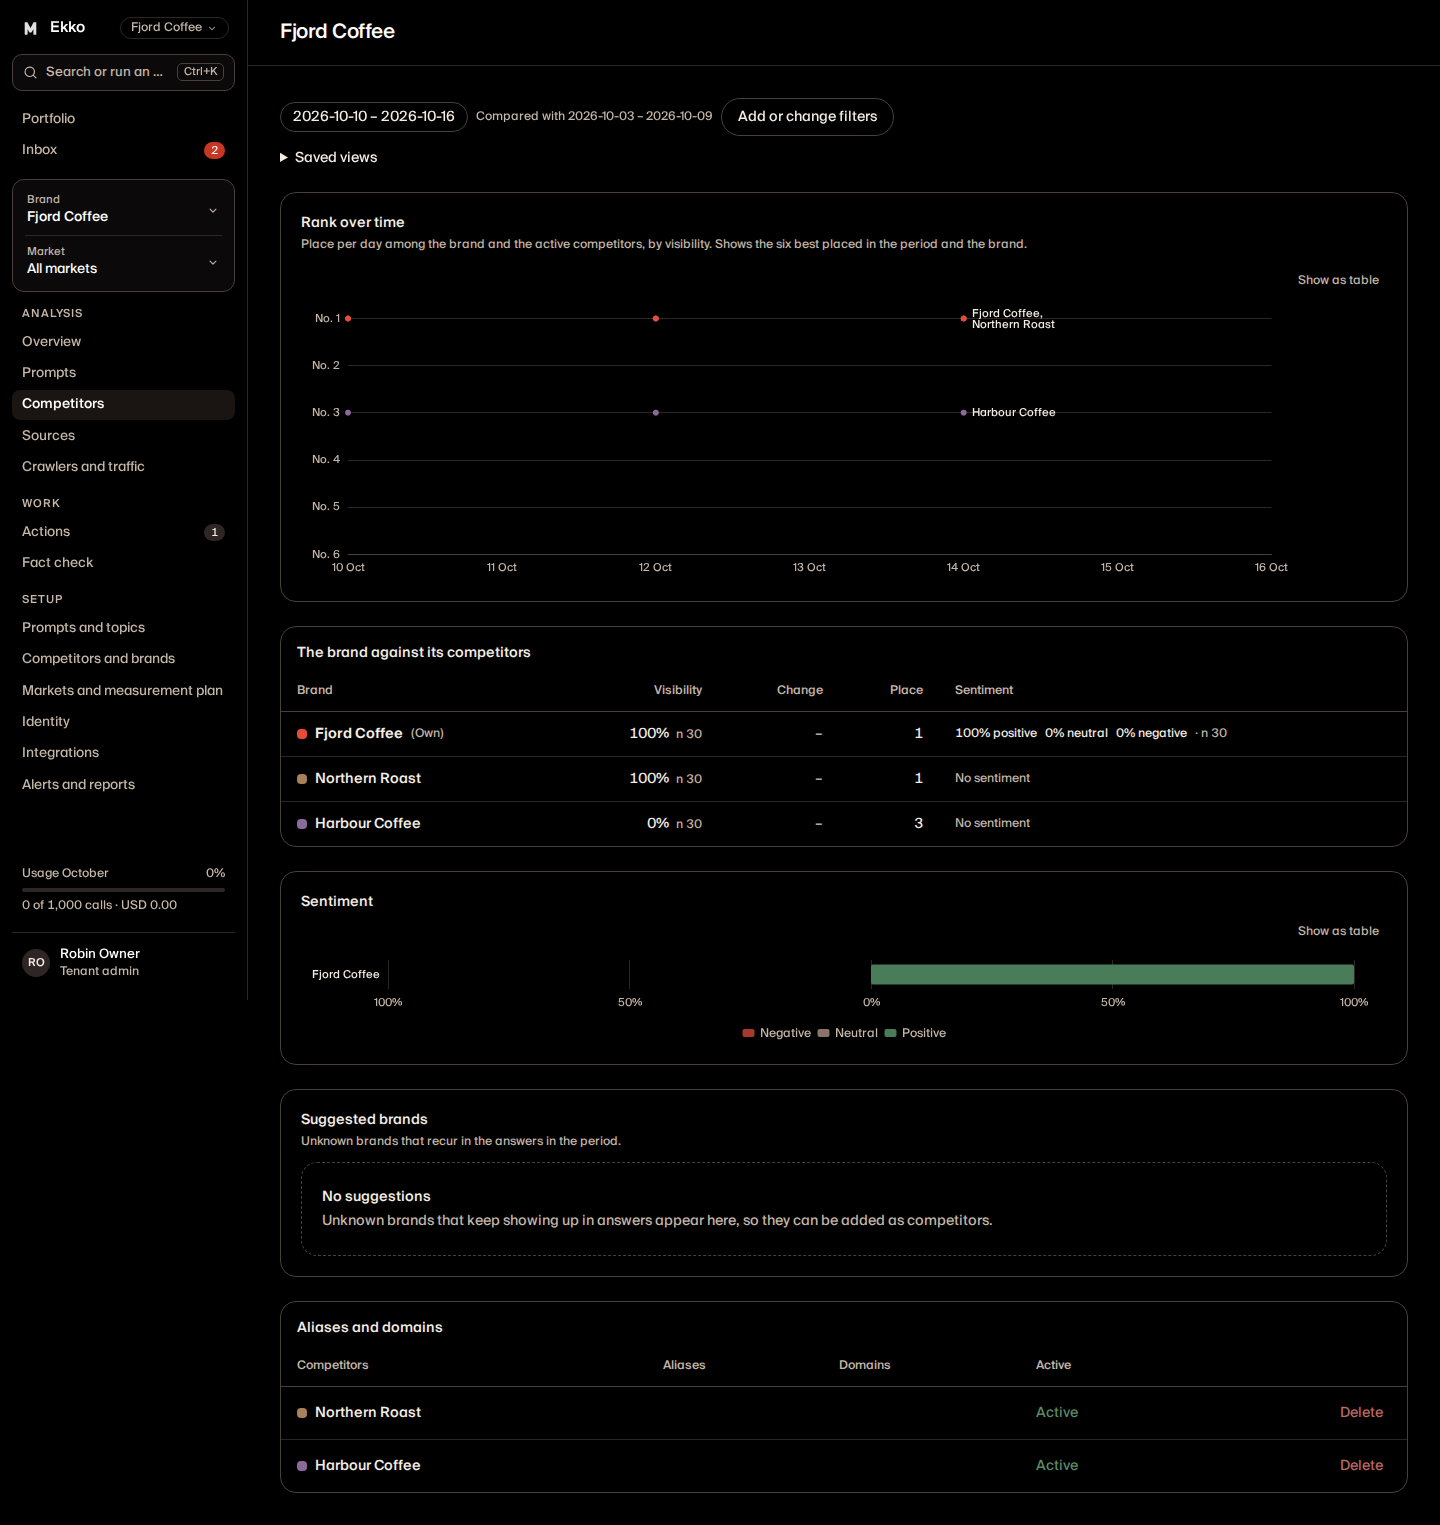 Ekko
Fjord Coffee
Search or run an ...
Ctrl+K
Portfolio
Inbox
2
Brand
Fjord Coffee
Market
All markets
ANALYSIS
Overview
Prompts
Competitors
Sources
Crawlers and traffic
WORK
Actions
1
Fact check
SETUP
Prompts and topics
Competitors and brands
Markets and measurement plan
Identity
Integrations
Alerts and reports
Usage October
0%
0 of 1,000 calls · USD 0.00
RO
Robin Owner
Tenant admin
Fjord Coffee
2026-10-10 – 2026-10-16
Compared with 2026-10-03 – 2026-10-09
Add or change filters
Saved views
Rank over time
Place per day among the brand and the active competitors, by visibility. Shows the six best placed in the period and the brand.
Show as table
No. 1
Fjord Coffee,
Northern Roast
No. 2
No. 3
Harbour Coffee
No. 4
No. 5
No. 6
10 Oct
11 Oct
12 Oct
13 Oct
14 Oct
15 Oct
16 Oct
The brand against its competitors
Brand Visibility Change Place Sentiment
Fjord Coffee (Own) 100% n 30 – 1 100% positive 0% neutral 0% negative · n 30
Northern Roast 100% n 30 – 1 No sentiment
Harbour Coffee 0% n 30 – 3 No sentiment
Sentiment
Show as table
Fjord Coffee
100% 50% 0% 50% 100%
Negative Neutral Positive
Suggested brands
Unknown brands that recur in the answers in the period.
No suggestions
Unknown brands that keep showing up in answers appear here, so they can be added as competitors.
Aliases and domains
Competitors Aliases Domains Active
Northern Roast Active Delete
Harbour Coffee Active Delete